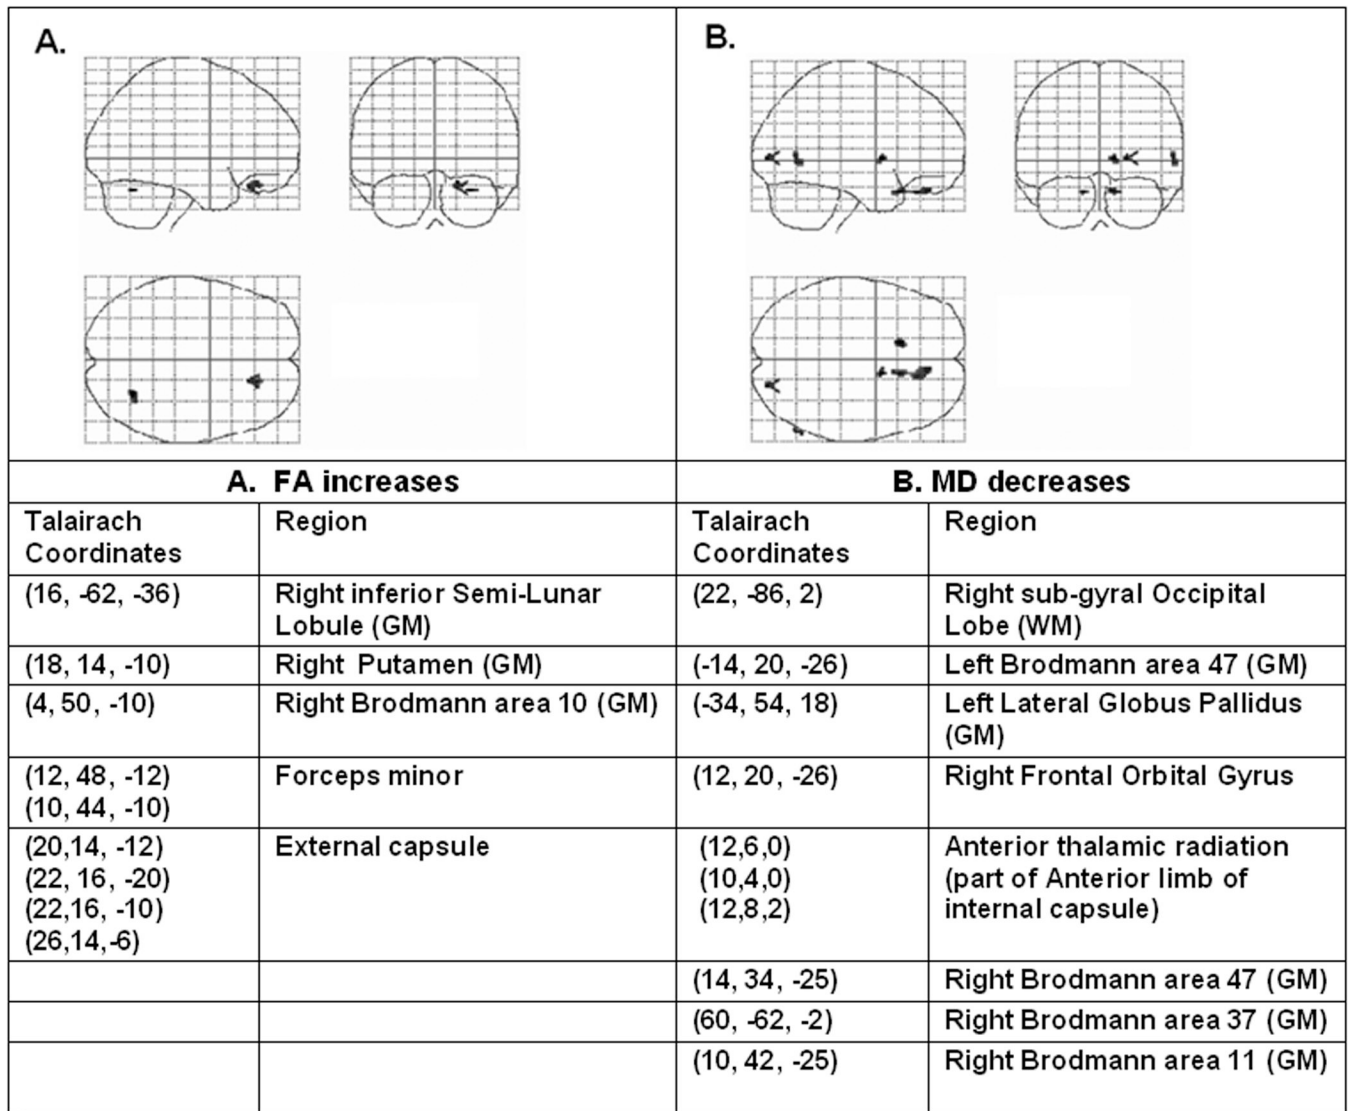 A.
B.
A. FA increases
B. MD decreases
Talairach
Coordinates
Region
Talairach
Coordinates
Region
(16, -62, -36)
Right inferior Semi-Lunar
Lobule (GM)
(22, -86, 2)
Right sub-gyral Occipital
Lobe (WM)
(18, 14, -10)
Right Putamen (GM)
(-14, 20, -26)
Left Brodmann area 47 (GM)
(4, 50, -10)
Right Brodmann area 10 (GM)
(-34, 54, 18)
Left Lateral Globus Pallidus
(GM)
(12, 48, -12)
(10, 44, -10)
Forceps minor
(12, 20, -26)
Right Frontal Orbital Gyrus
(20,14, -12)
(22, 16, -20)
(22,16, -10)
(26,14,-6)
External capsule
(12,6,0)
(10,4,0)
(12,8,2)
Anterior thalamic radiation
(part of Anterior limb of
internal capsule)
(14, 34, -25)
Right Brodmann area 47 (GM)
(60, -62, -2)
Right Brodmann area 37 (GM)
(10, 42, -25)
Right Brodmann area 11 (GM)